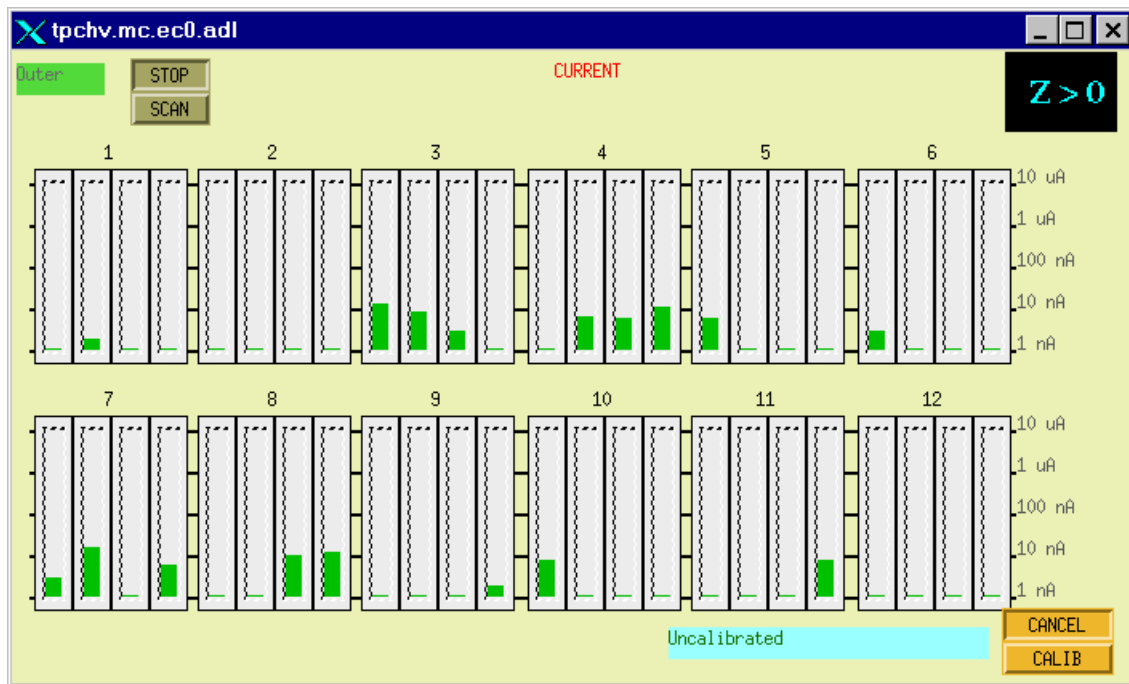 tpchv.mc.ec0.adl
Outer
STOP
CURRENT
Z > 0
SCAN
1 2 3 4 5 6
10 uA
1 uA
100 nA
10 nA
1 nA
7 8 9 10 11 12
10 uA
1 uA
100 nA
10 nA
1 nA
Uncalibrated
CANCEL
CALIB